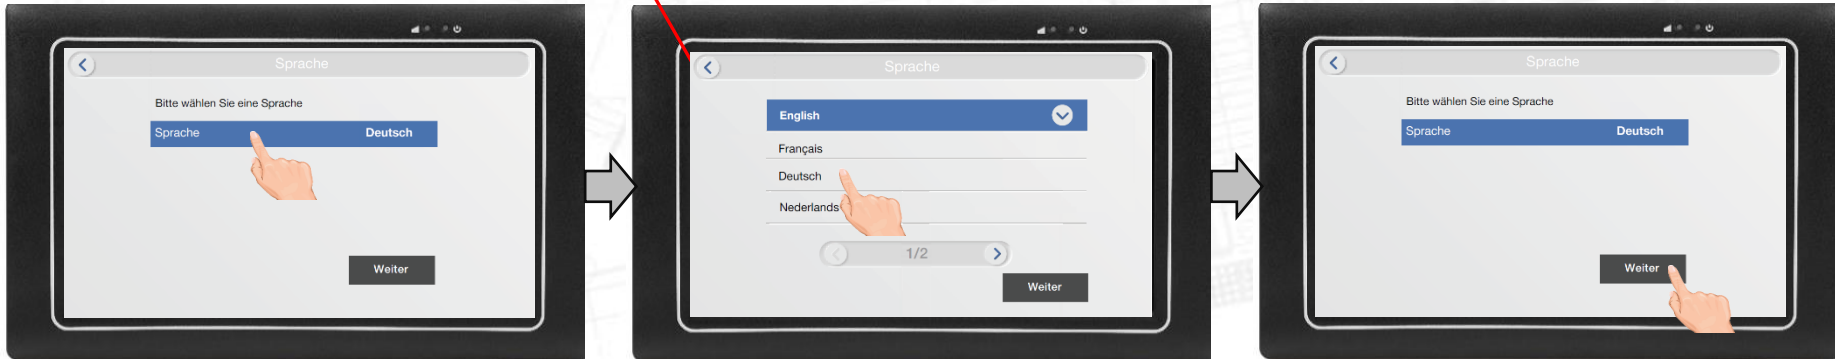 Sprache
Bitte wählen Sie eine Sprache
Sprache Deutsch
Weiter
Sprache
English
Français
Deutsch
Nederlands
1/2
Weiter
Sprache
Bitte wählen Sie eine Sprache
Sprache Deutsch
Weiter